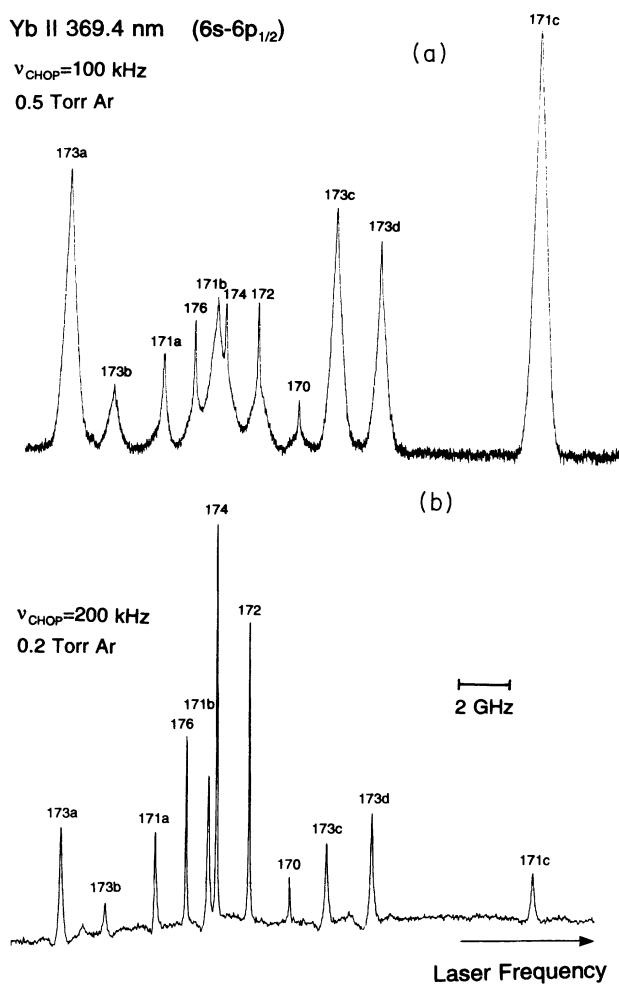 Yb II 369.4 nm (6s-6p1/2)
νCHOP=100 kHz
0.5 Torr Ar
(a)
171c
173a
173c
173d
171b
176
174
172
171a
173b
170
(b)
174
νCHOP=200 kHz
0.2 Torr Ar
172
2 GHz
171b
176
173a
171a
173d
173c
173b
170
171c
Laser Frequency